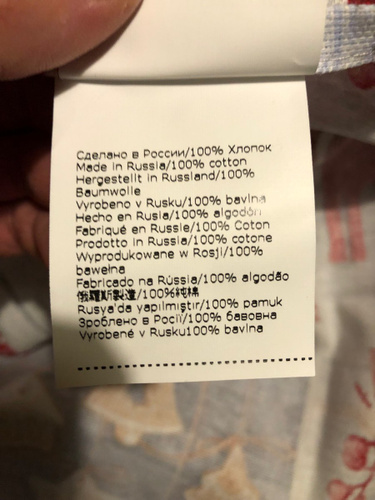 Сделано в России/100% Хлопок
Made in Russia/100% cotton
Hergestellt in Russland/100%
Baumwolle
Vyrobeno v Rusku/100% bavlna
Hecho en Rusia/100% algodón
Fabriqué en Russie/100% Coton
Prodotto in Russia/100% cotone
Wyprodukowane w Rosji/100%
bawełna
Fabricado na Rússia/100% algodão
俄羅斯製造/100%純棉
Rusya'da yapılmıştır/100% pamuk
Зроблено в Росії/100% бавовна
Vyrobené v Rusku100% bavlna